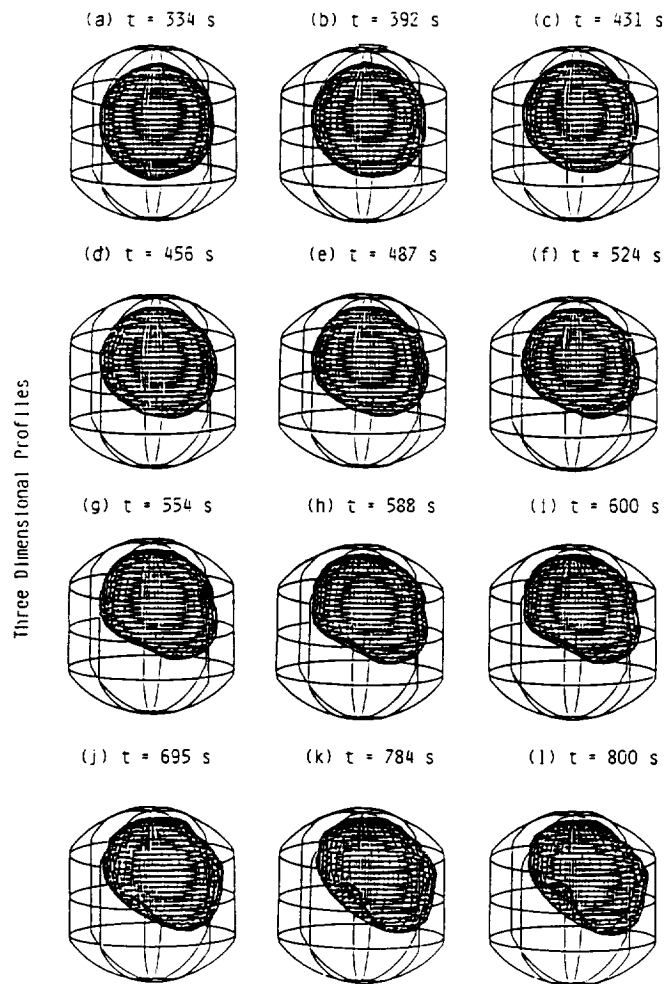 (a) t = 334 s
(b) t = 392 s
(c) t = 431 s
(d) t = 456 s
(e) t = 487 s
(f) t = 524 s
(g) t = 554 s
(h) t = 588 s
(i) t = 600 s
(j) t = 695 s
(k) t = 784 s
(l) t = 800 s
Three Dimensional Profiles